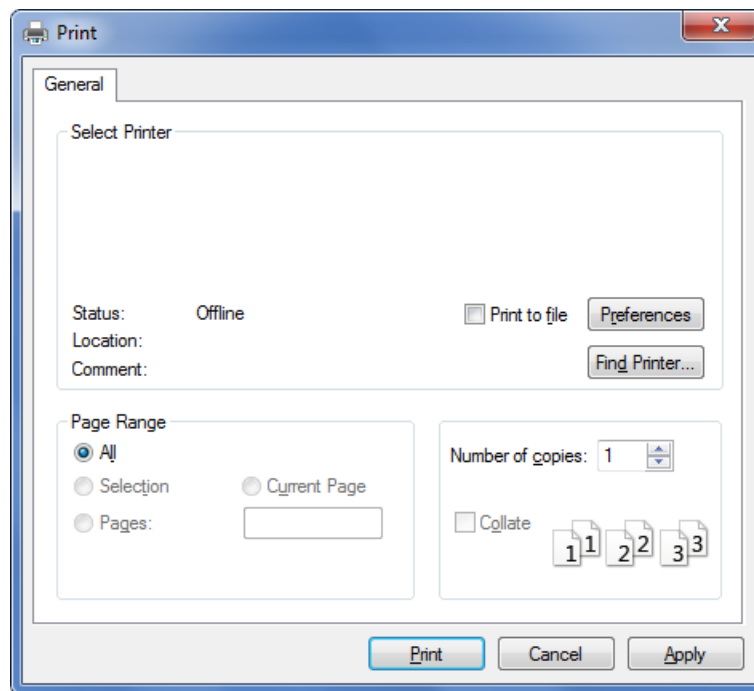 Print
General
Select Printer
Status: Offline
Print to file
Preferences
Location:
Comment:
Find Printer...
Page Range
All
Selection
Current Page
Pages:
Number of copies: 1
Collate
1 1 2 2 3 3
Print
Cancel
Apply